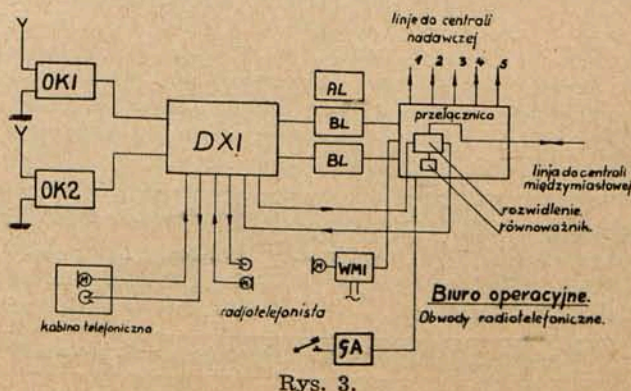 linje do centrali
nadawczej
1 2 3 4 5
OK1
AL
przełącznica
DX1
BL
BL
OK2
linja do centrali
międzymiastowej
rozwidlenie.
równoważnik.
M
M
M
WM1
kabina telefoniczna
radjotelefonista
Biuro operacyjne.
Obwody radiotelefoniczne.
GA
Rys. 3.